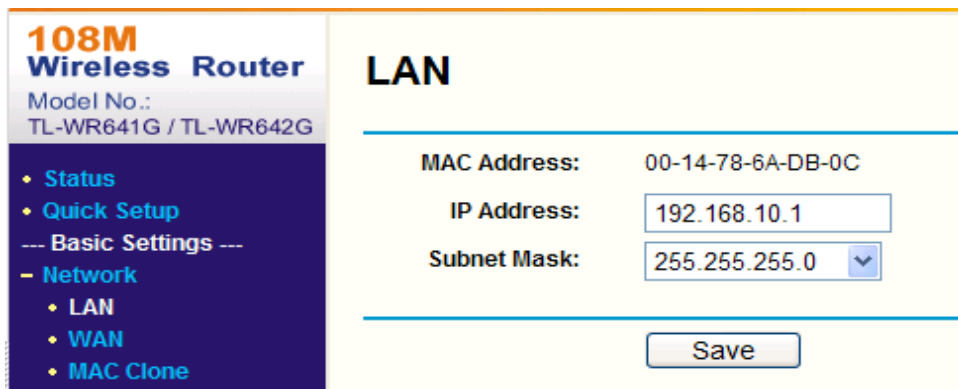 108M
Wireless Router
Model No.:
TL-WR641G / TL-WR642G
• Status
• Quick Setup
--- Basic Settings ---
– Network
• LAN
• WAN
• MAC Clone
LAN
MAC Address: 00-14-78-6A-DB-0C
IP Address: 192.168.10.1
Subnet Mask: 255.255.255.0
Save